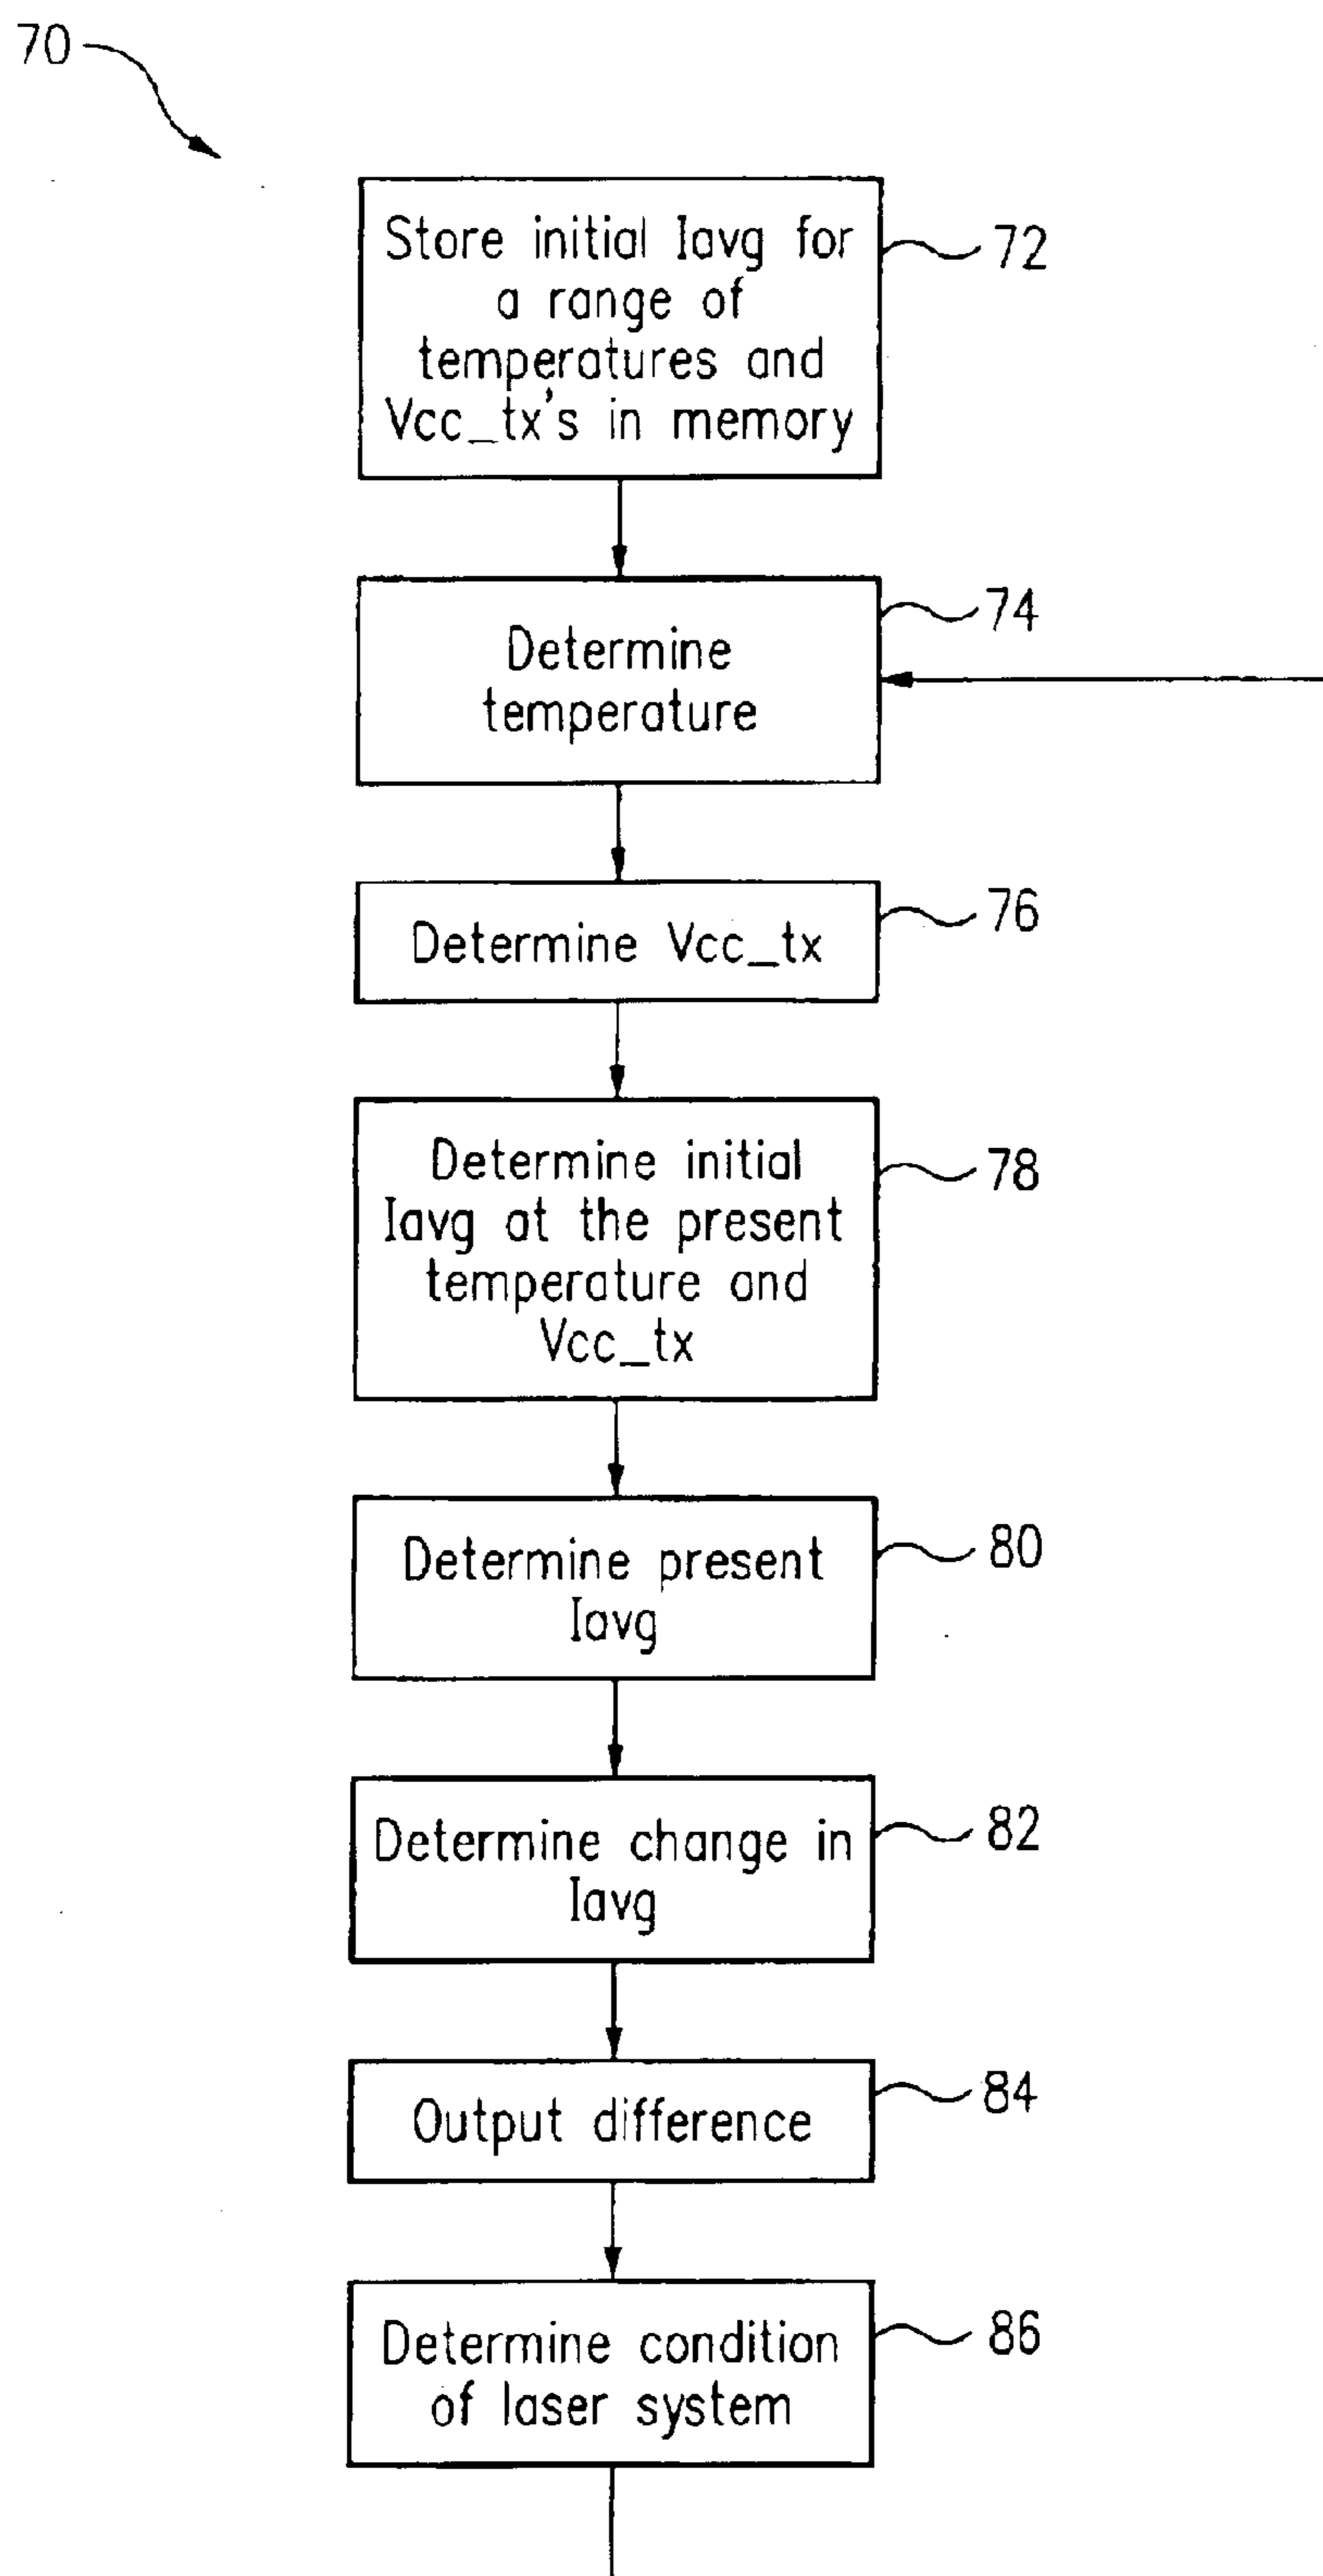 70
Store initial Iavg for
a range of
temperatures and
Vcc_tx's in memory
72
Determine
temperature
74
Determine Vcc_tx
76
Determine initial
Iavg at the present
temperature and
Vcc_tx
78
Determine present
Iavg
80
Determine change in
Iavg
82
Output difference
84
Determine condition
of laser system
86